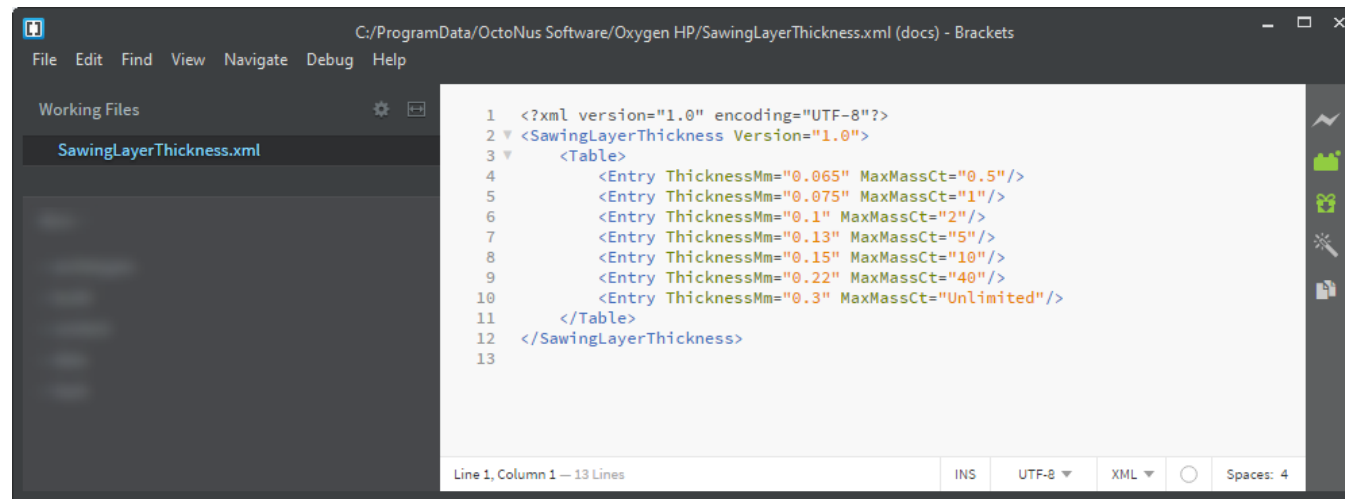 C:/ProgramData/OctoNus Software/Oxygen HP/SawingLayerThickness.xml (docs) - Brackets
File Edit Find View Navigate Debug Help
Working Files
SawingLayerThickness.xml
1 <?xml version="1.0" encoding="UTF-8"?>
2 <SawingLayerThickness Version="1.0">
3 <Table>
4 <Entry ThicknessMm="0.065" MaxMassCt="0.5"/>
5 <Entry ThicknessMm="0.075" MaxMassCt="1"/>
6 <Entry ThicknessMm="0.1" MaxMassCt="2"/>
7 <Entry ThicknessMm="0.13" MaxMassCt="5"/>
8 <Entry ThicknessMm="0.15" MaxMassCt="10"/>
9 <Entry ThicknessMm="0.22" MaxMassCt="40"/>
10 <Entry ThicknessMm="0.3" MaxMassCt="Unlimited"/>
11 </Table>
12 </SawingLayerThickness>
13
Line 1, Column 1 — 13 Lines INS UTF-8 XML Spaces: 4